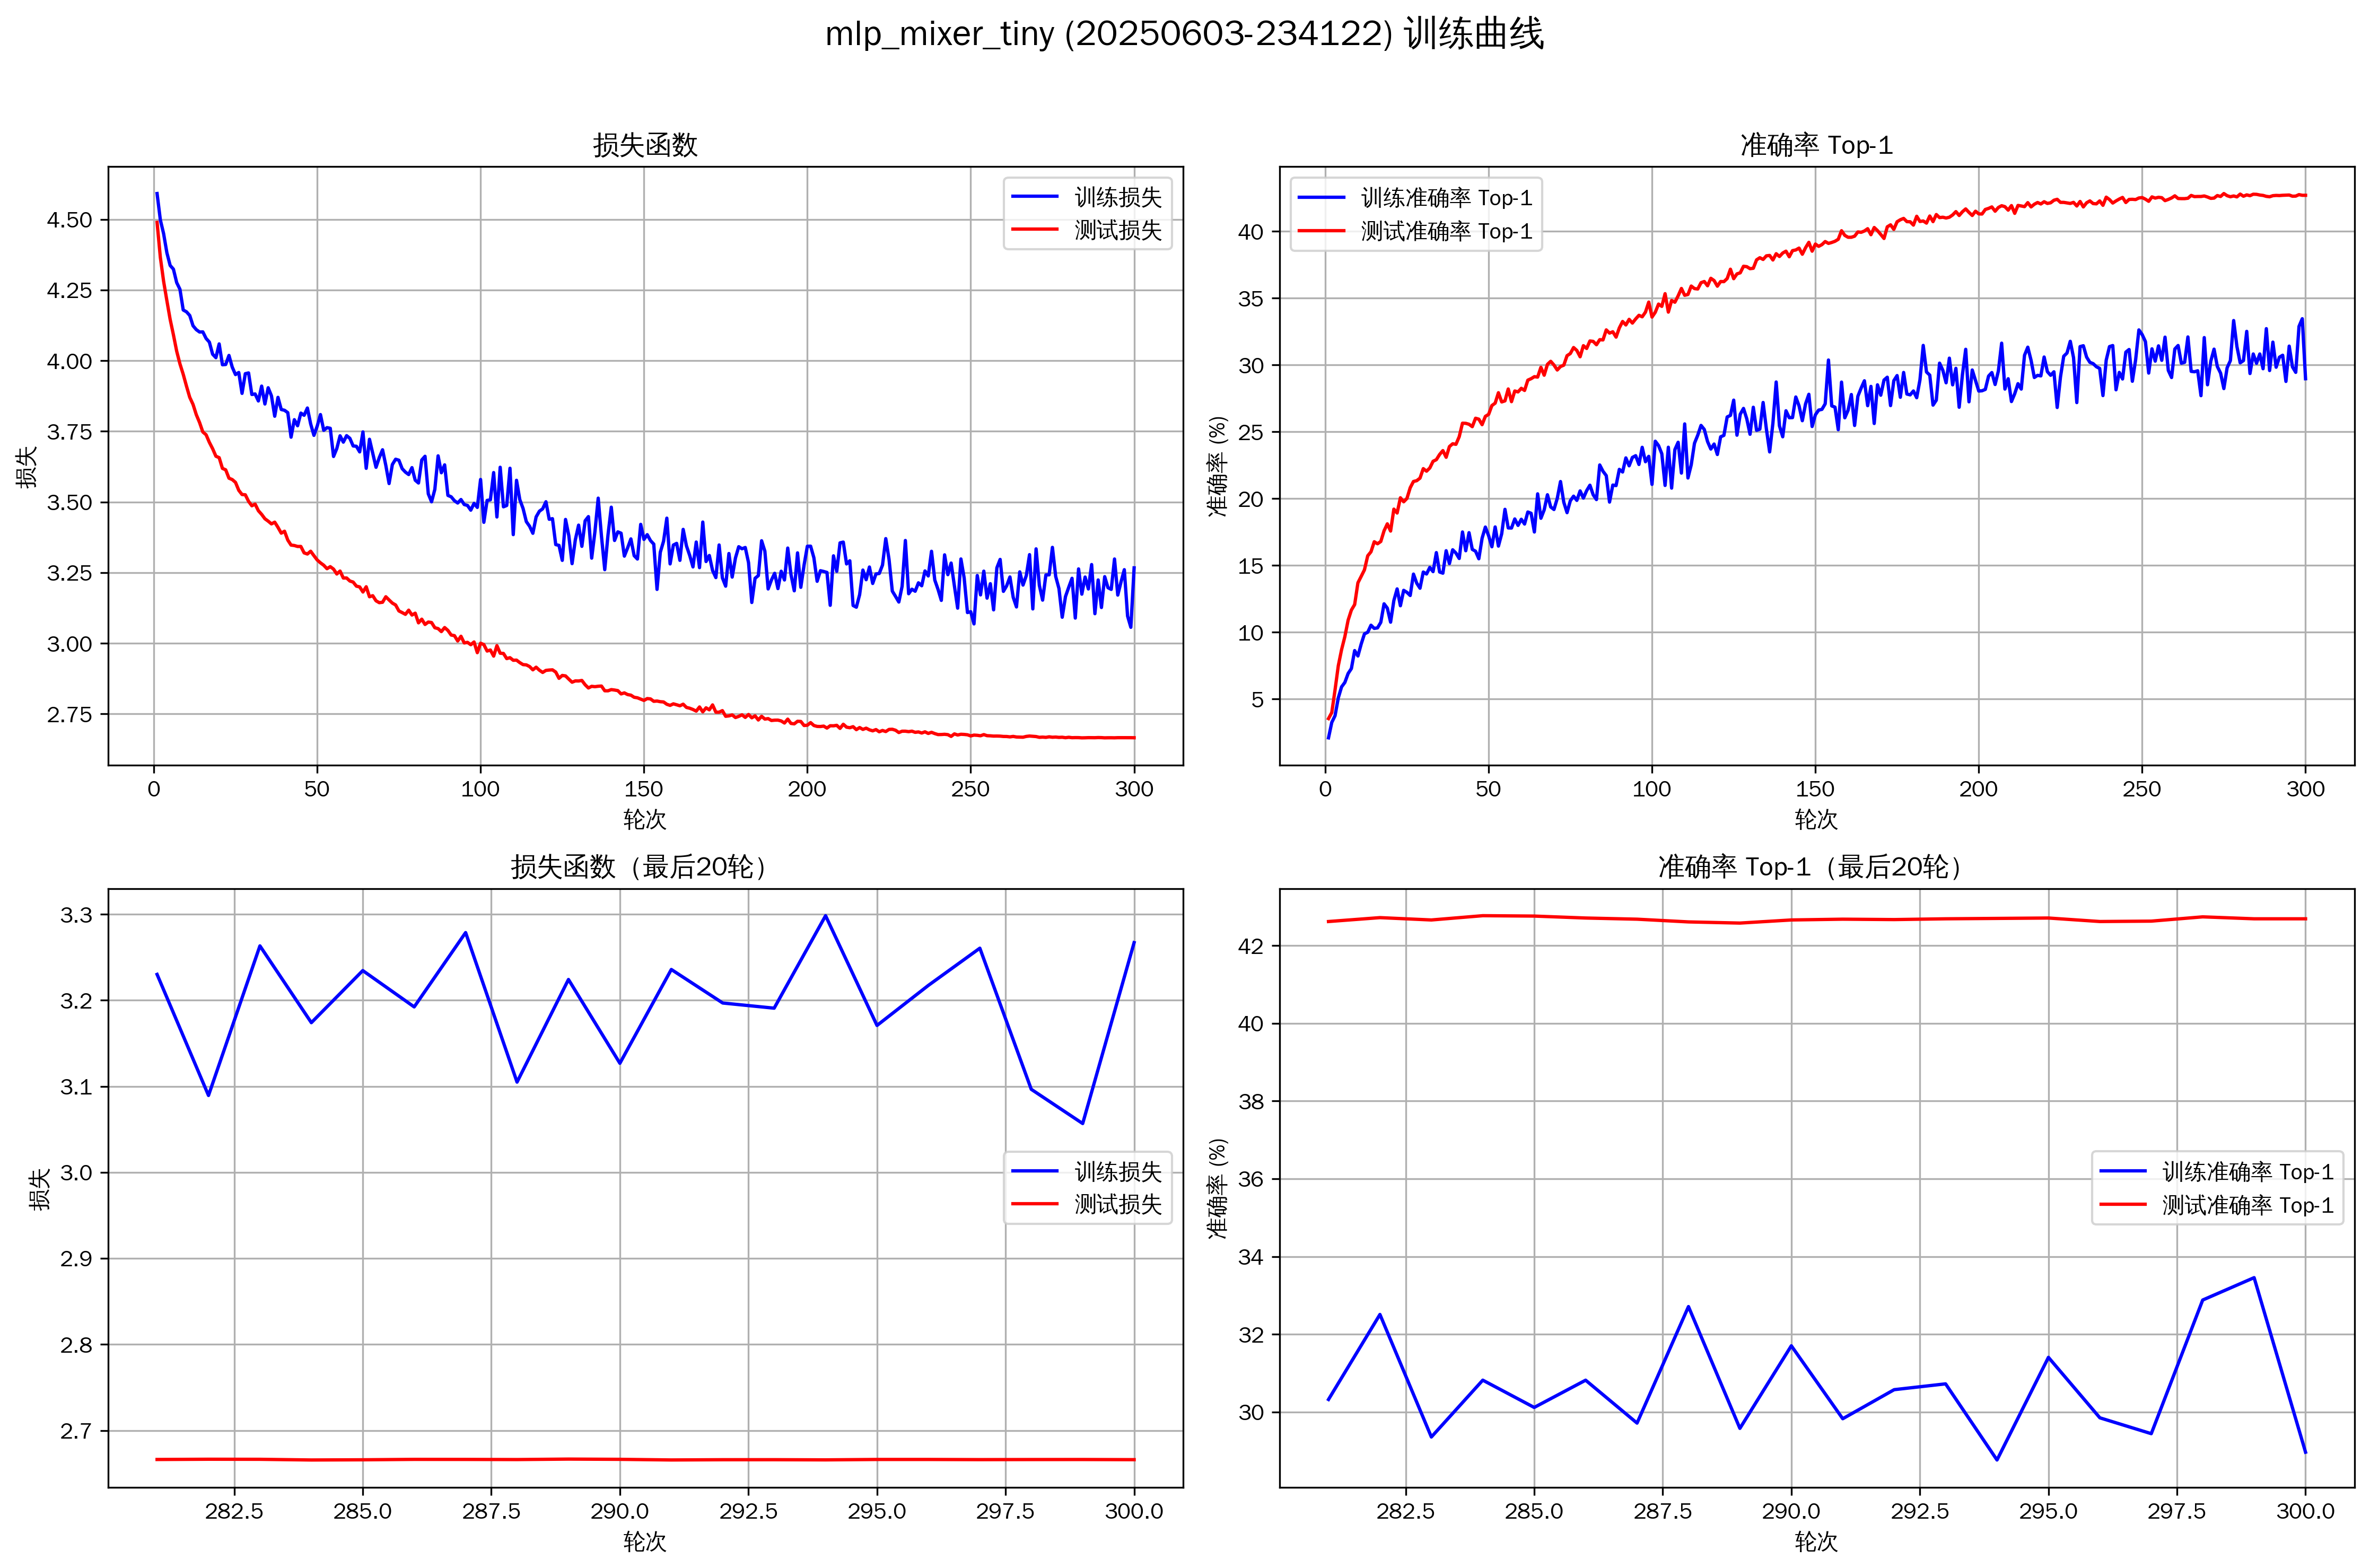 mlp_mixer_tiny (20250603-234122) 训练曲线
损失函数
训练损失
测试损失
4.50
4.25
4.00
3.75
3.50
3.25
3.00
2.75
损失
0 50 100 150 200 250 300
轮次
准确率 Top-1
训练准确率 Top-1
测试准确率 Top-1
40
35
30
25
20
15
10
5
准确率 (%)
0 50 100 150 200 250 300
轮次
损失函数（最后20轮）
3.3
3.2
3.1
3.0
2.9
2.8
2.7
损失
训练损失
测试损失
282.5 285.0 287.5 290.0 292.5 295.0 297.5 300.0
轮次
准确率 Top-1（最后20轮）
42
40
38
36
34
32
30
准确率 (%)
训练准确率 Top-1
测试准确率 Top-1
282.5 285.0 287.5 290.0 292.5 295.0 297.5 300.0
轮次